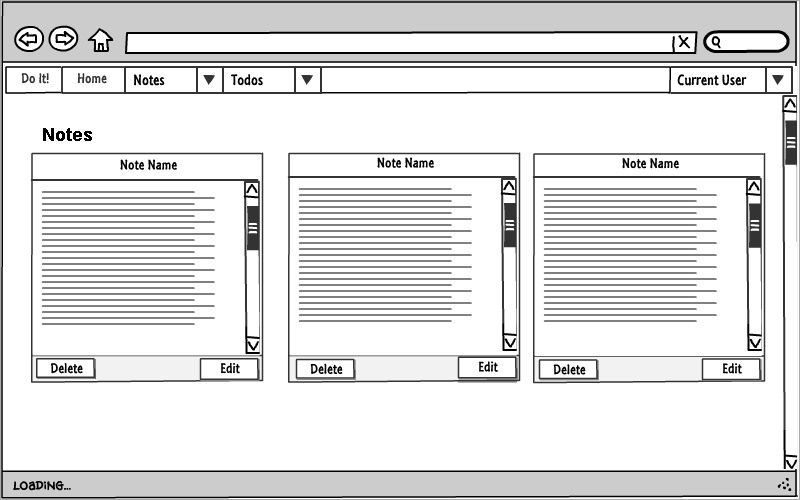 X
Do It! Home Notes Todos Current User
Notes
Note Name Note Name Note Name
Delete Edit Delete Edit Delete Edit
LOADING...